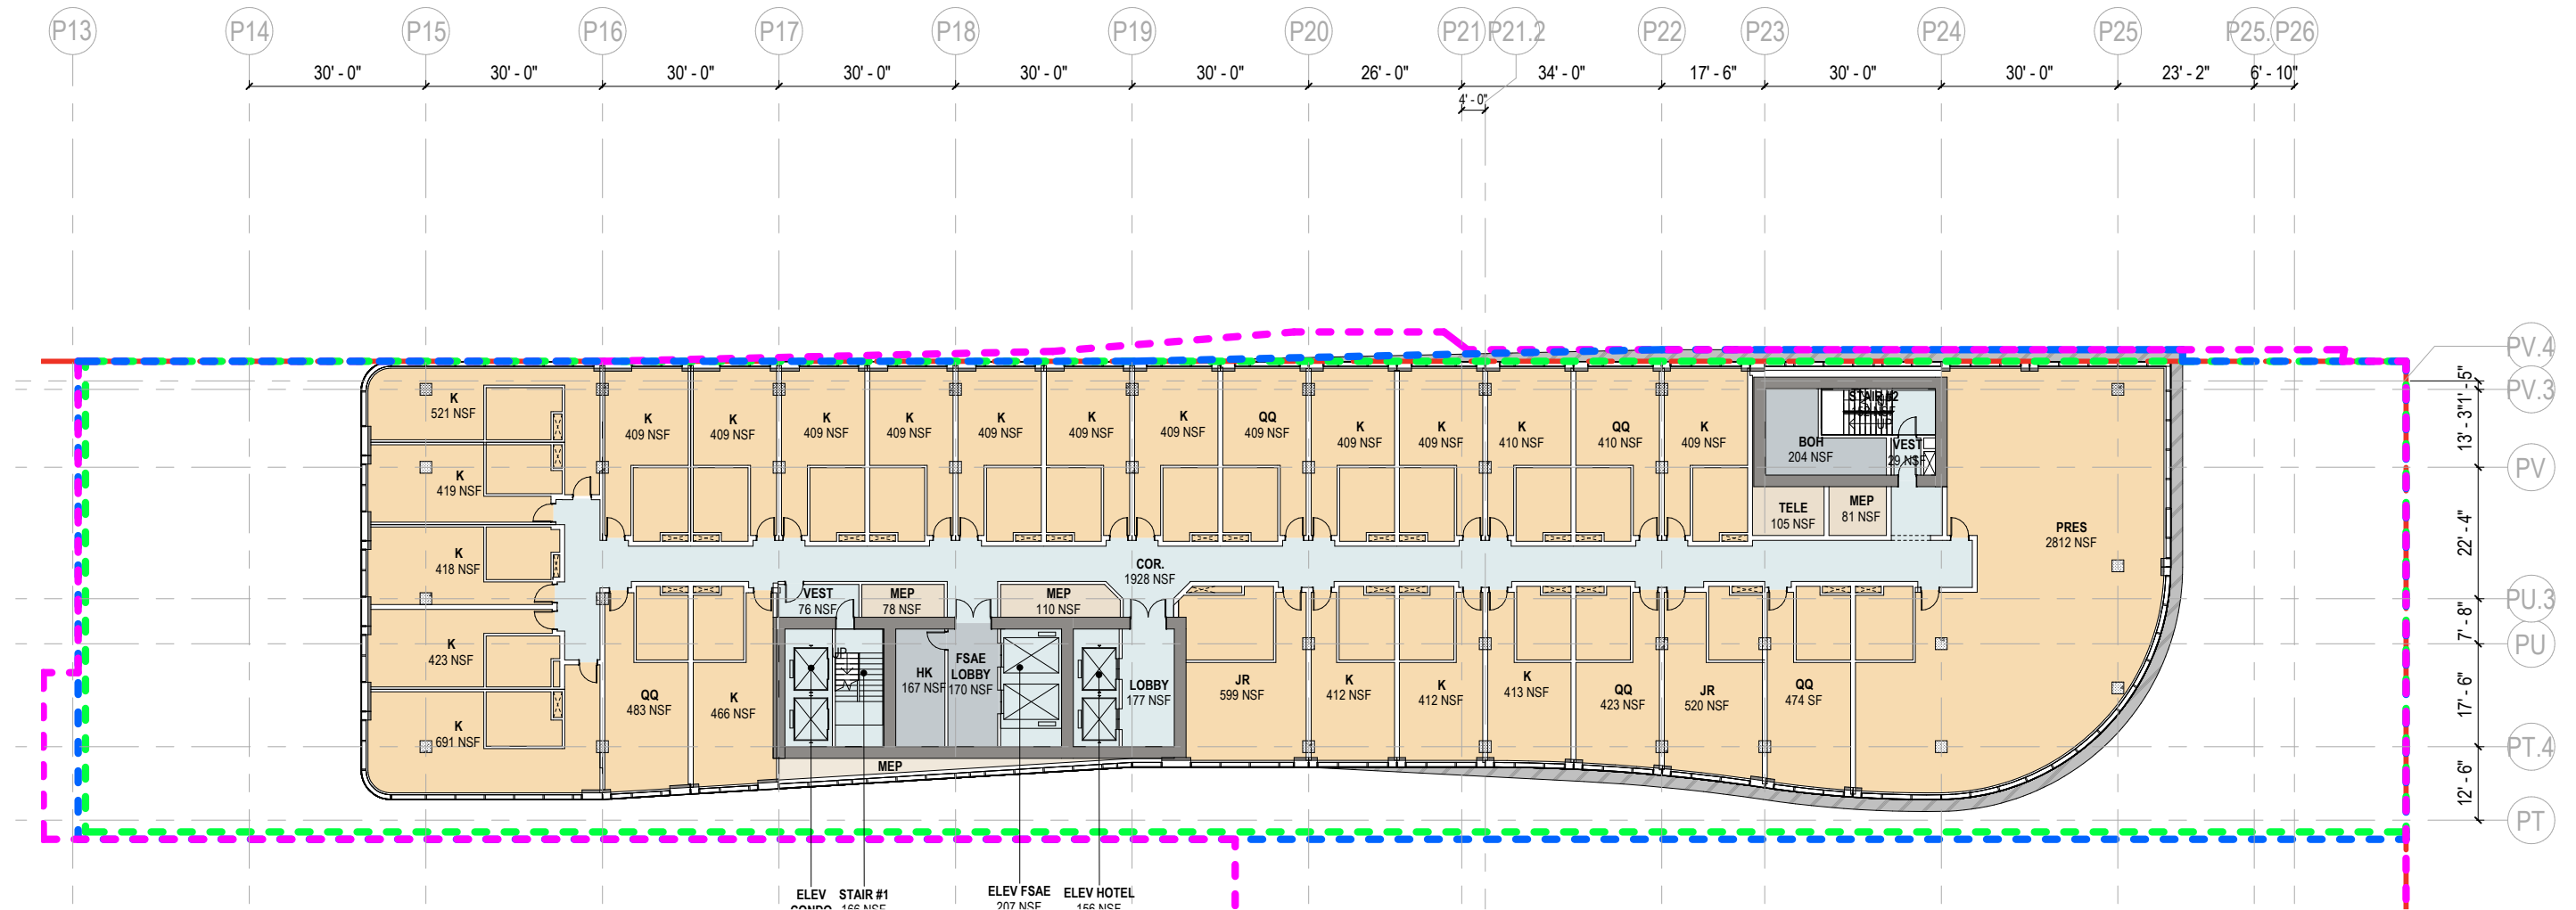 P13 P14 P15 P16 P17 P18 P19 P20 P21 P21.2 P22 P23 P24 P25 P25. P26
30' - 0" 30' - 0" 30' - 0" 30' - 0" 30' - 0" 30' - 0" 26' - 0" 34' - 0" 17' - 6" 30' - 0" 30' - 0" 23' - 2" 6' - 10"
4' - 0"
PV.4
PV.3
PV
PU.3
PU
PT.4
PT
1' - 5"
13' - 3"
22' - 4"
7' - 8"
17' - 6"
12' - 6"
K
521 NSF
K
419 NSF
K
418 NSF
K
423 NSF
K
691 NSF
K
409 NSF
K
409 NSF
K
409 NSF
K
409 NSF
K
409 NSF
K
409 NSF
K
409 NSF
QQ
409 NSF
K
409 NSF
K
409 NSF
K
410 NSF
QQ
410 NSF
K
409 NSF
STAIR #2
UP
BOH
204 NSF
VEST
29 NSF
TELE
105 NSF
MEP
81 NSF
PRES
2812 NSF
COR.
1928 NSF
QQ
483 NSF
K
466 NSF
VEST
76 NSF
MEP
78 NSF
MEP
110 NSF
UP
HK
167 NSF
FSAE
LOBBY
170 NSF
LOBBY
177 NSF
MEP
JR
599 NSF
K
412 NSF
K
412 NSF
K
413 NSF
QQ
423 NSF
JR
520 NSF
QQ
474 SF
ELEV
CONDO
STAIR #1
166 NSF
ELEV FSAE
207 NSF
ELEV HOTEL
156 NSF